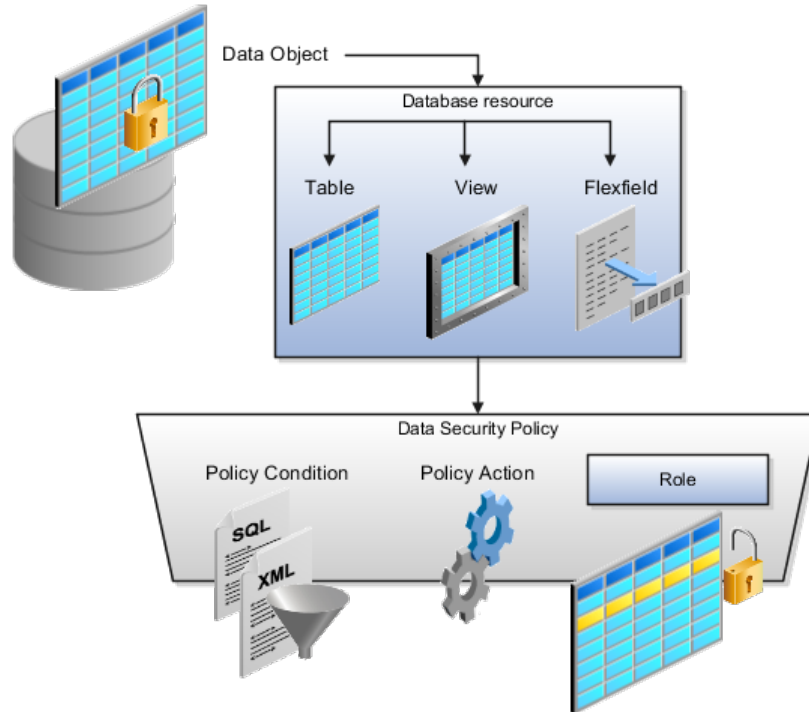 Data Object
Database resource
Table
View
Flexfield
Data Security Policy
Policy Condition
Policy Action
Role
SQL
XML